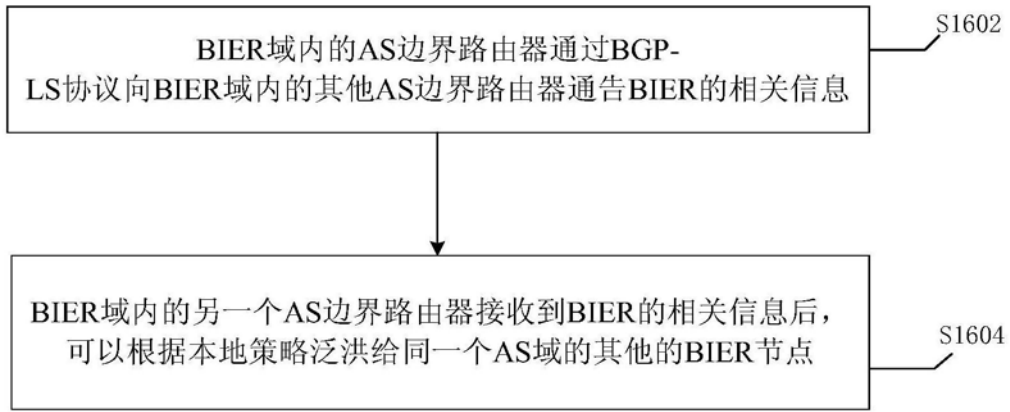 BIER域内的AS边界路由器通过BGP-
LS协议向BIER域内的其他AS边界路由器通告BIER的相关信息
S1602
BIER域内的另一个AS边界路由器接收到BIER的相关信息后，
可以根据本地策略泛洪给同一个AS域的其他的BIER节点
S1604